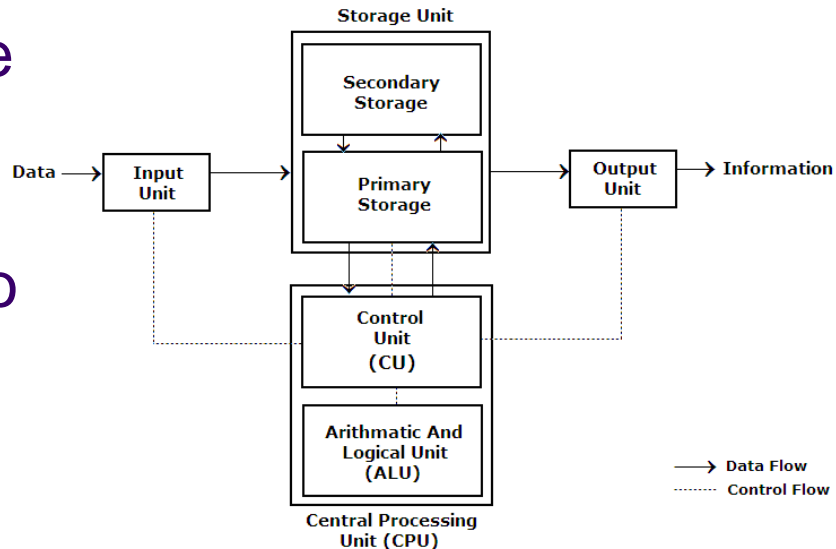 e
p
Storage Unit
Secondary
Storage
Data
Input
Unit
Primary
Storage
Output
Unit
Information
Control
Unit
(CU)
Arithmatic And
Logical Unit
(ALU)
Central Processing
Unit (CPU)
Data Flow
Control Flow